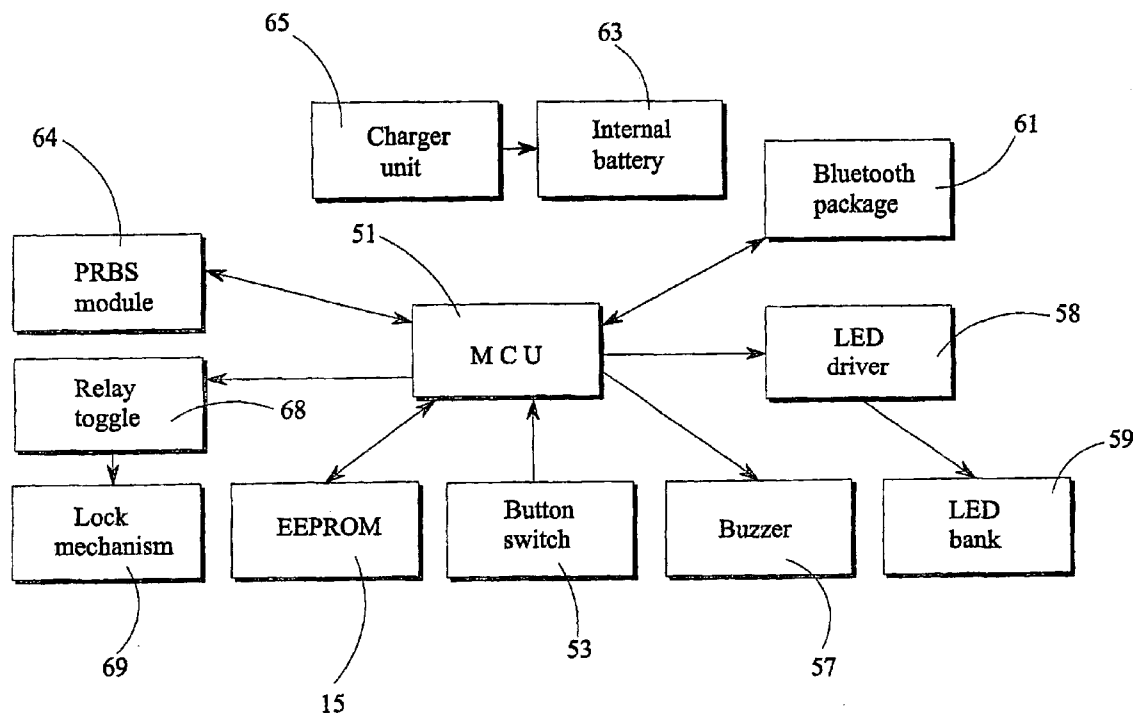 65
63
Charger
unit
Internal
battery
61
64
Bluetooth
package
51
PRBS
module
58
M C U
LED
driver
Relay
toggle
68
59
Lock
mechanism
EEPROM
Button
switch
Buzzer
LED
bank
69
15
53
57